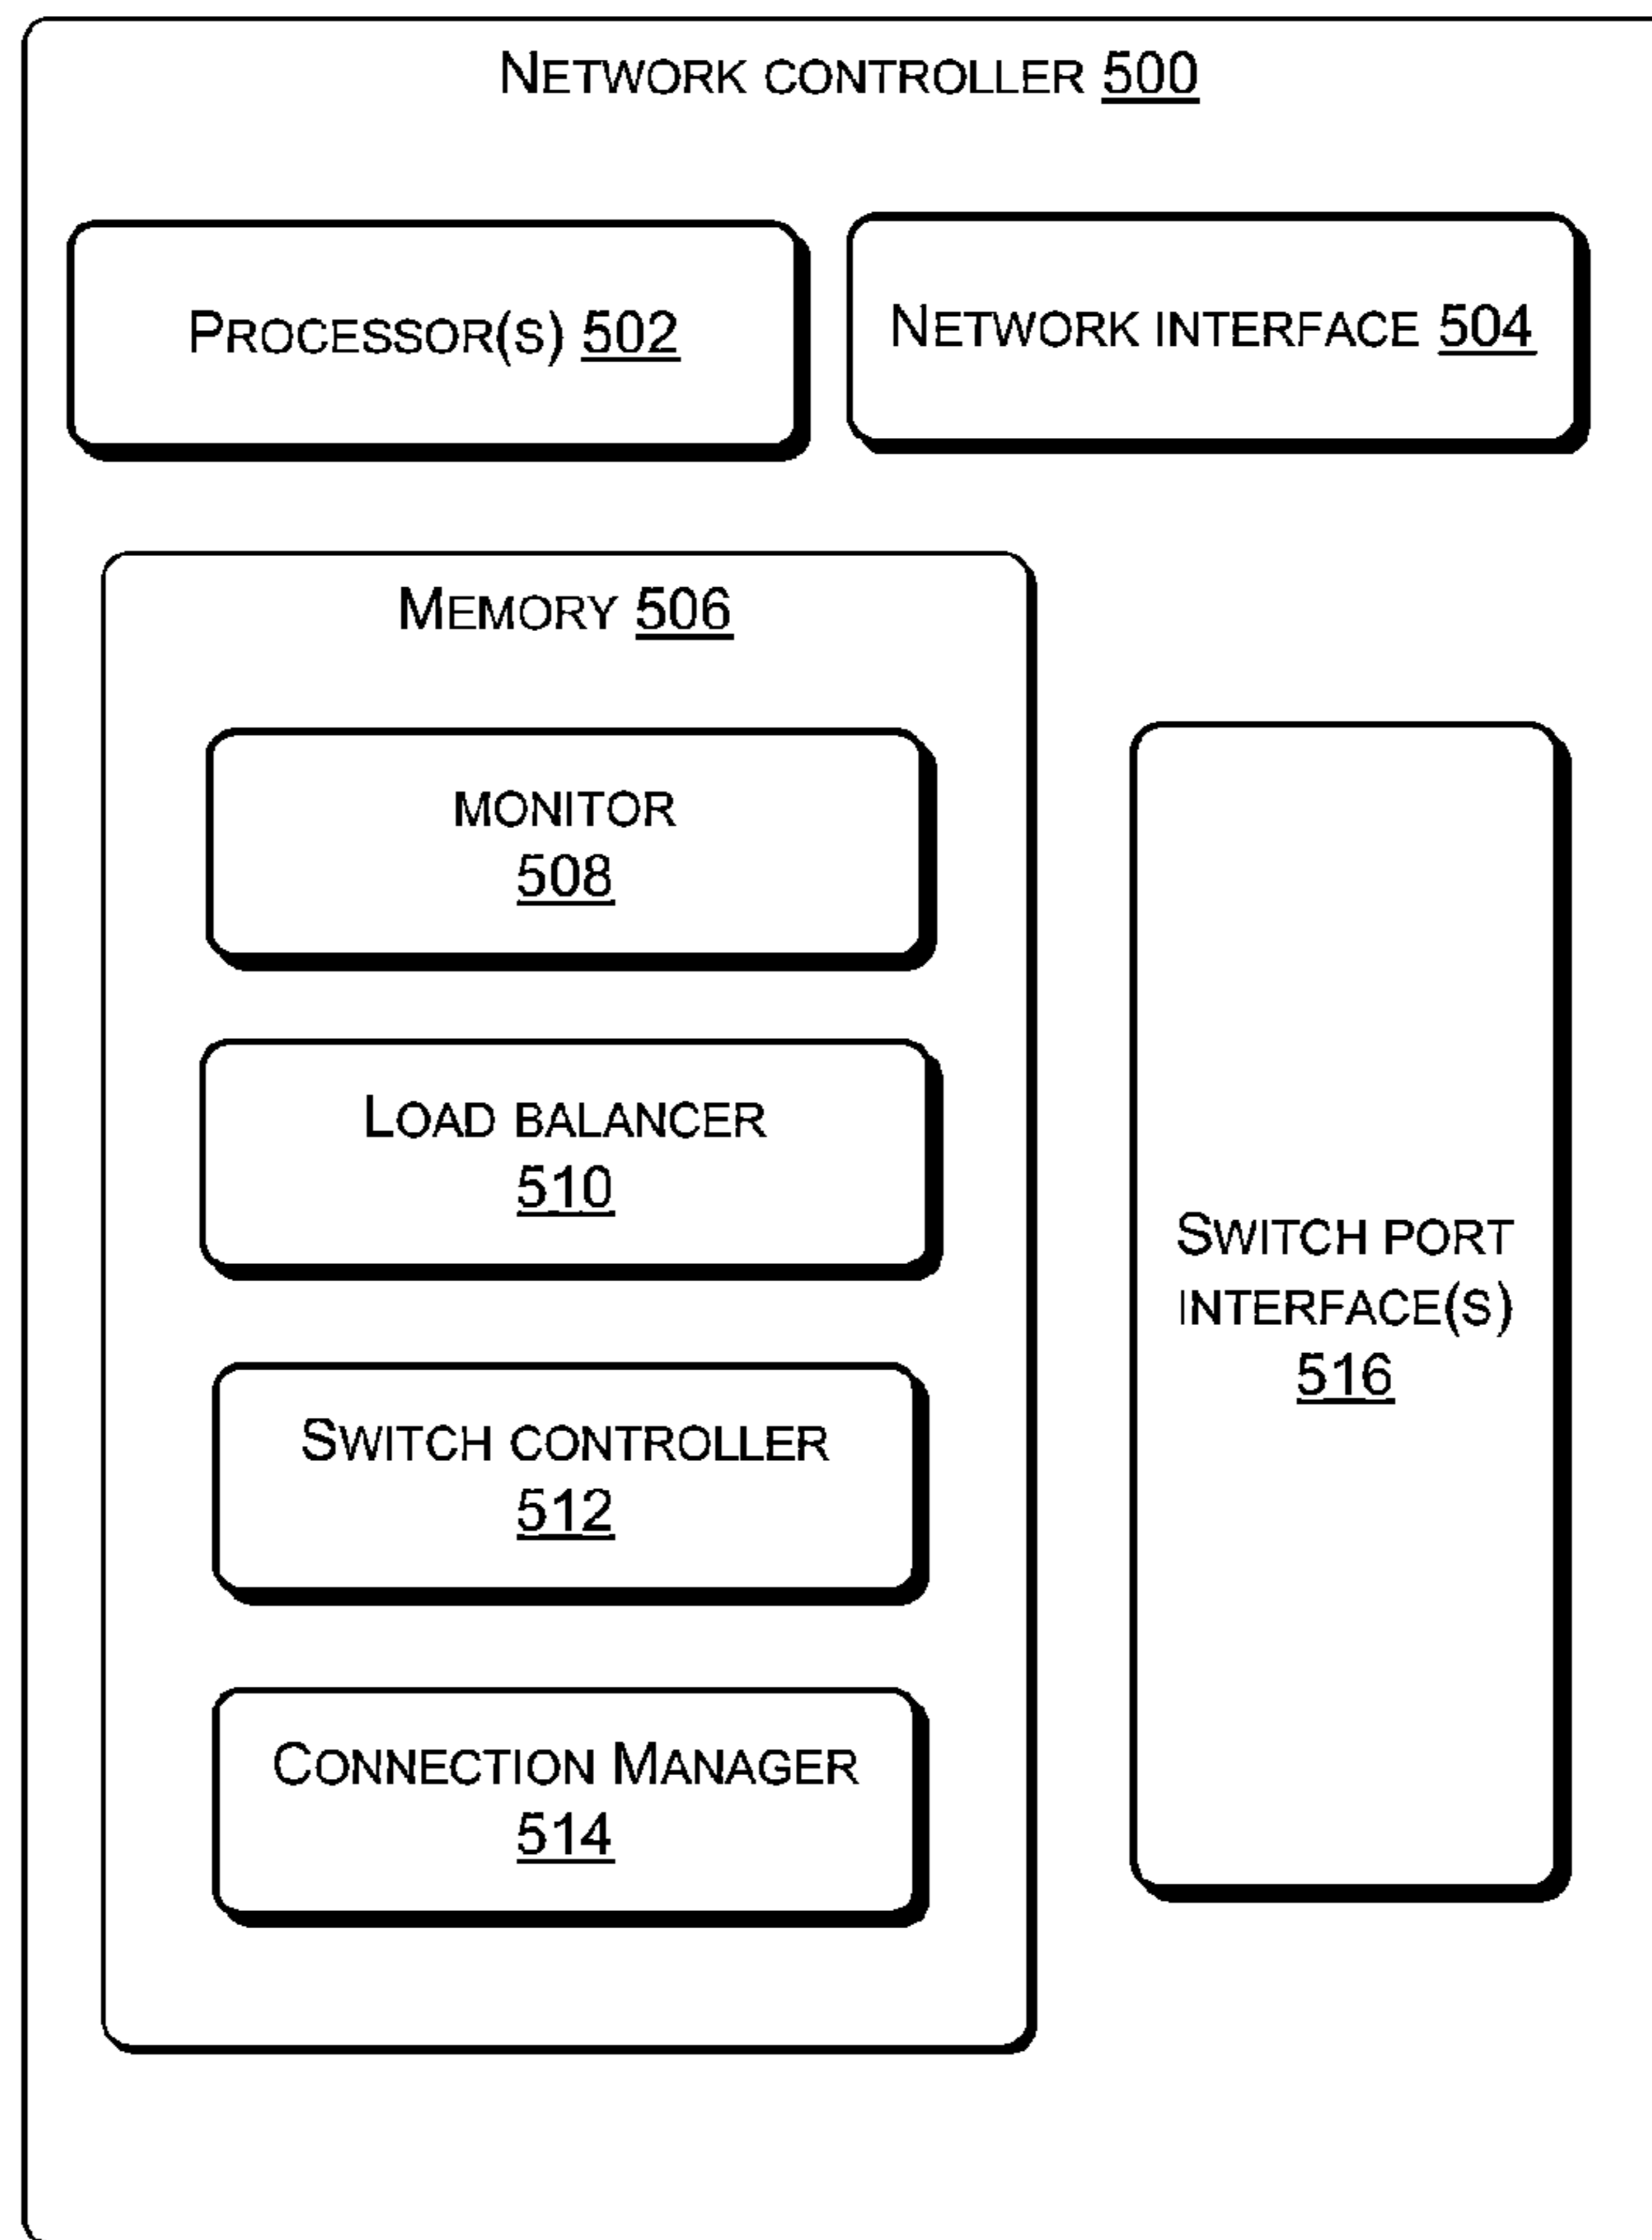 NETWORK CONTROLLER 500
PROCESSOR(S) 502
NETWORK INTERFACE 504
MEMORY 506
MONITOR
508
LOAD BALANCER
510
SWITCH CONTROLLER
512
CONNECTION MANAGER
514
SWITCH PORT
INTERFACE(S)
516